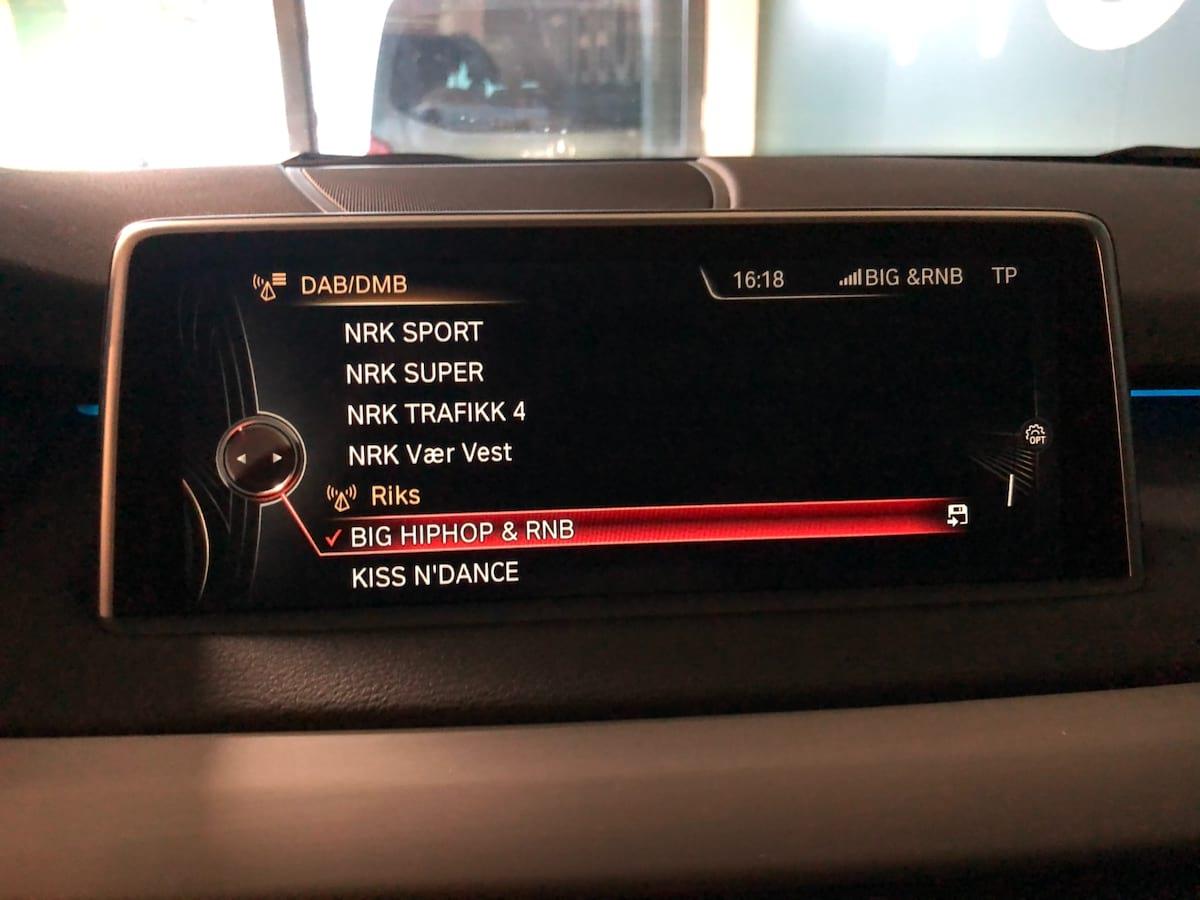 DAB/DMB
16:18 BIG &RNB TP
NRK SPORT
NRK SUPER
NRK TRAFIKK 4
NRK Vær Vest
OPT
Riks
BIG HIPHOP & RNB
KISS N'DANCE